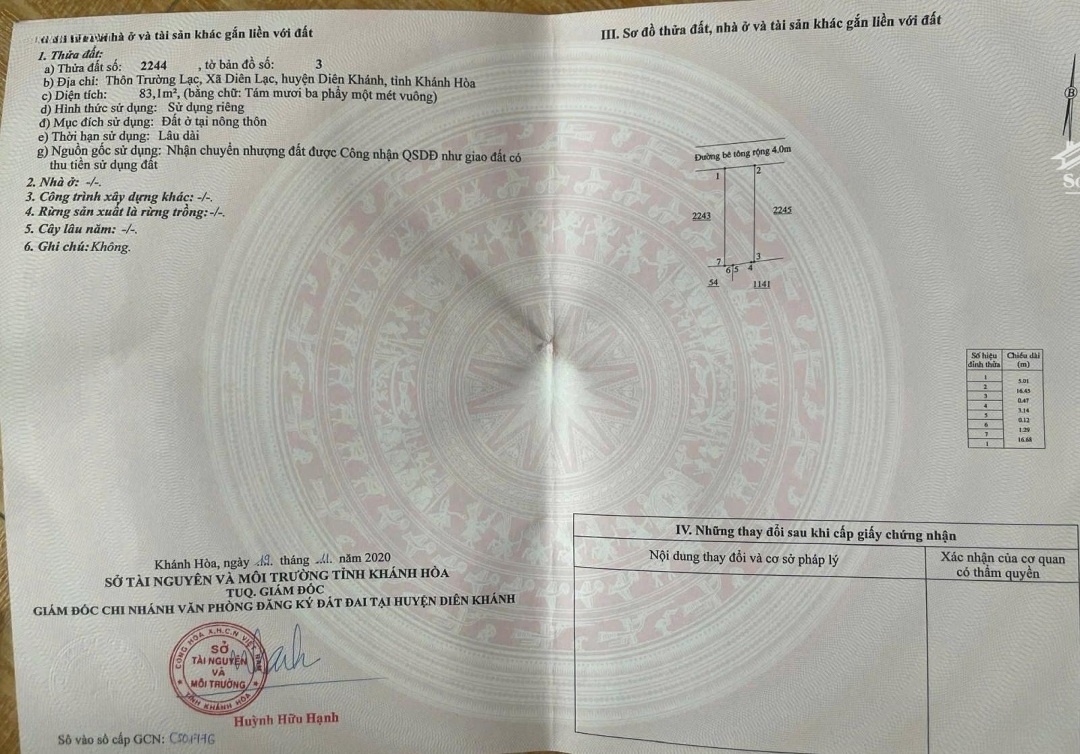 nhà ở và tài sản khác gắn liền với đất
1. Thửa đất:
a) Thửa đất số: 2244 , tờ bản đồ số: 3
b) Địa chỉ: Thôn Trường Lạc, Xã Diên Lạc, huyện Diên Khánh, tỉnh Khánh Hòa
c) Diện tích: 83,1m², (bằng chữ: Tám mươi ba phẩy một mét vuông)
d) Hình thức sử dụng: Sử dụng riêng
đ) Mục đích sử dụng: Đất ở tại nông thôn
e) Thời hạn sử dụng: Lâu dài
g) Nguồn gốc sử dụng: Nhận chuyển nhượng đất được Công nhận QSDĐ như giao đất có
thu tiền sử dụng đất
2. Nhà ở: -/-.
3. Công trình xây dựng khác: -/-.
4. Rừng sản xuất là rừng trồng: -/-.
5. Cây lâu năm: -/-.
6. Ghi chú: Không.
Khánh Hòa, ngày 19 tháng 11 năm 2020
SỞ TÀI NGUYÊN VÀ MÔI TRƯỜNG TỈNH KHÁNH HÒA
TUQ. GIÁM ĐỐC
GIÁM ĐỐC CHI NHÁNH VĂN PHÒNG ĐĂNG KÝ ĐẤT ĐAI TẠI HUYỆN DIÊN KHÁNH
CỘNG HÒA X.H.C.N VIỆT NAM
SỞ
TÀI NGUYÊN
VÀ
MÔI TRƯỜNG
TỈNH KHÁNH HÒA
Huỳnh Hữu Hạnh
Số vào sổ cấp GCN:
III. Sơ đồ thửa đất, nhà ở và tài sản khác gắn liền với đất
B
Đường bê tông rộng 4.0m
1 2
2243 2245
7 6 5 4 3
54 1141
Số hiệu đỉnh thửa Chiều dài (m)
1
5.01
2
16.43
3
0.47
4
3.14
5
0.12
6
1.29
7
16.68
1
IV. Những thay đổi sau khi cấp giấy chứng nhận
Nội dung thay đổi và cơ sở pháp lý
Xác nhận của cơ quan
có thẩm quyền